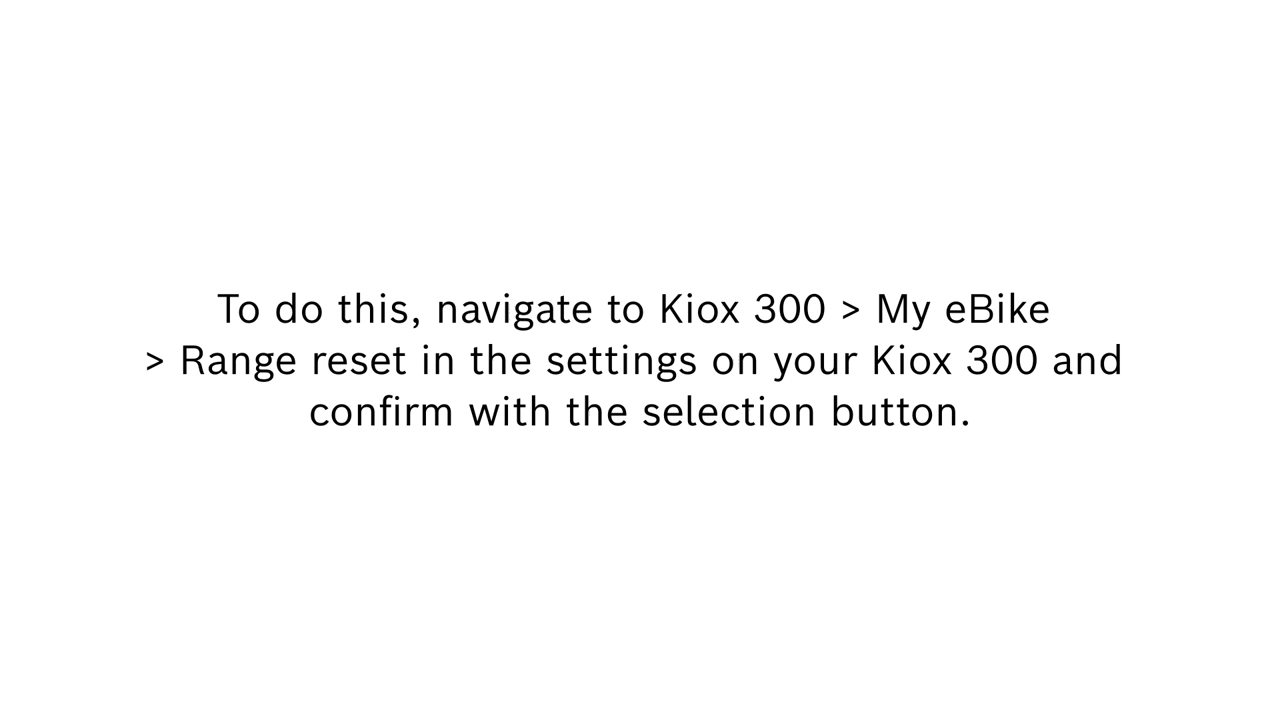 To do this, navigate to Kiox 300 > My eBike
> Range reset in the settings on your Kiox 300 and
confirm with the selection button.